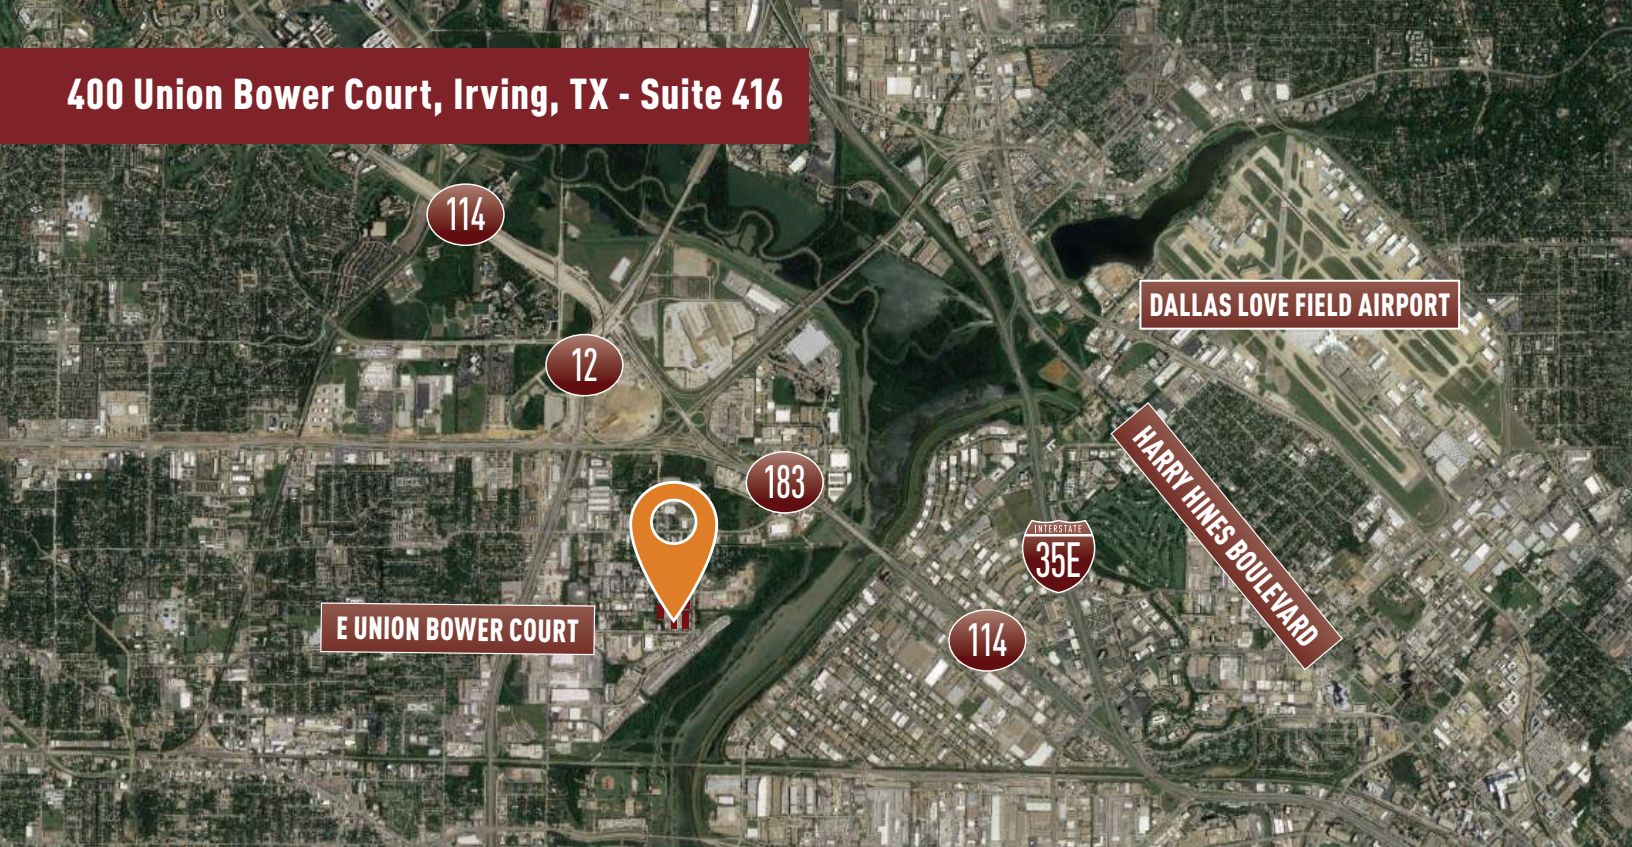 400 Union Bower Court, Irving, TX - Suite 416
114
DALLAS LOVE FIELD AIRPORT
12
HARRY HINES BOULEVARD
183
INTERSTATE
35E
E UNION BOWER COURT
114